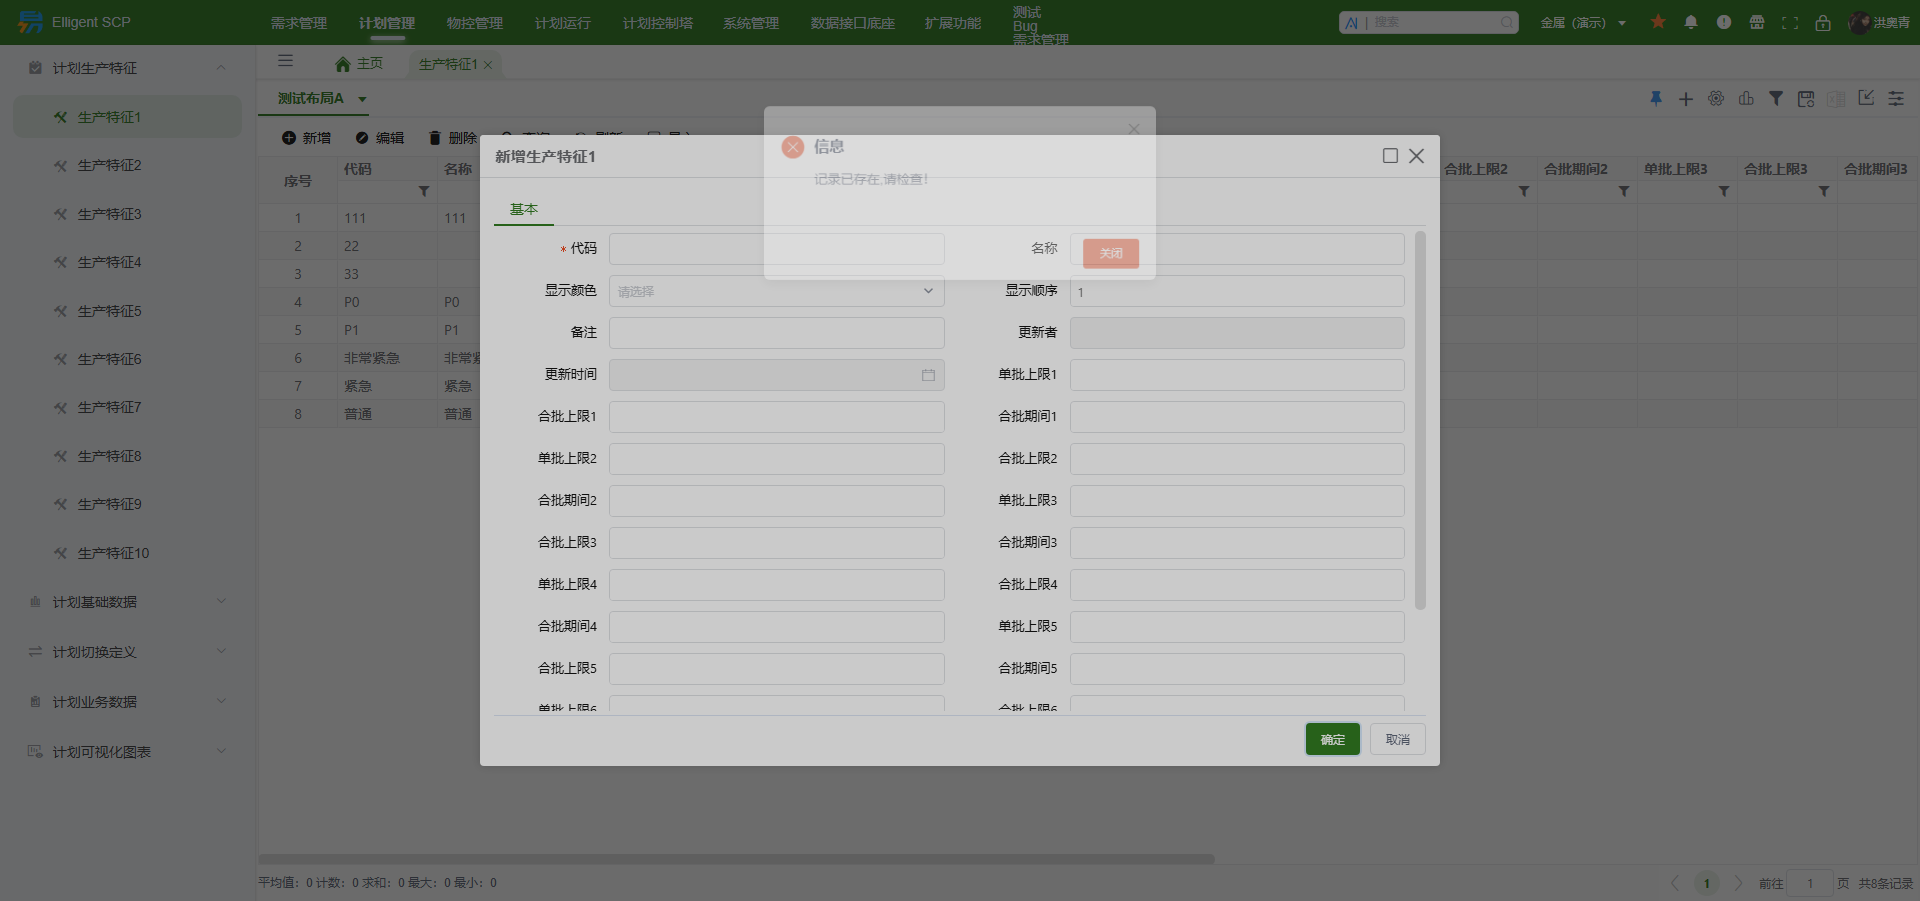 Elligent SCP
需求管理
计划管理
物控管理
计划运行
计划控制塔
系统管理
数据接口底座
扩展功能
测试
Bug
需求管理
AI | 搜索
金属（演示）
洪奥青
计划生产特征
生产特征1
生产特征2
生产特征3
生产特征4
生产特征5
生产特征6
生产特征7
生产特征8
生产特征9
生产特征10
计划基础数据
计划切换定义
计划业务数据
计划可视化图表
主页
生产特征1
测试布局A
新增
编辑
删除
序号 代码 名称 合批上限2 合批期间2 单批上限3 合批上限3 合批期间3
1 111 111
2 22
3 33
4 P0 P0
5 P1 P1
6 非常紧急 非常紧
7 紧急 紧急
8 普通 普通
新增生产特征1
信息
记录已存在,请检查!
关闭
基本
* 代码
名称
显示颜色 请选择
显示顺序 1
备注
更新者
更新时间
单批上限1
合批上限1
合批期间1
单批上限2
合批上限2
合批期间2
单批上限3
合批上限3
合批期间3
单批上限4
合批上限4
合批期间4
单批上限5
合批上限5
合批期间5
单批上限6
合批上限6
确定
取消
平均值：0 计数：0 求和：0 最大：0 最小：0
1
前往 1 页 共8条记录